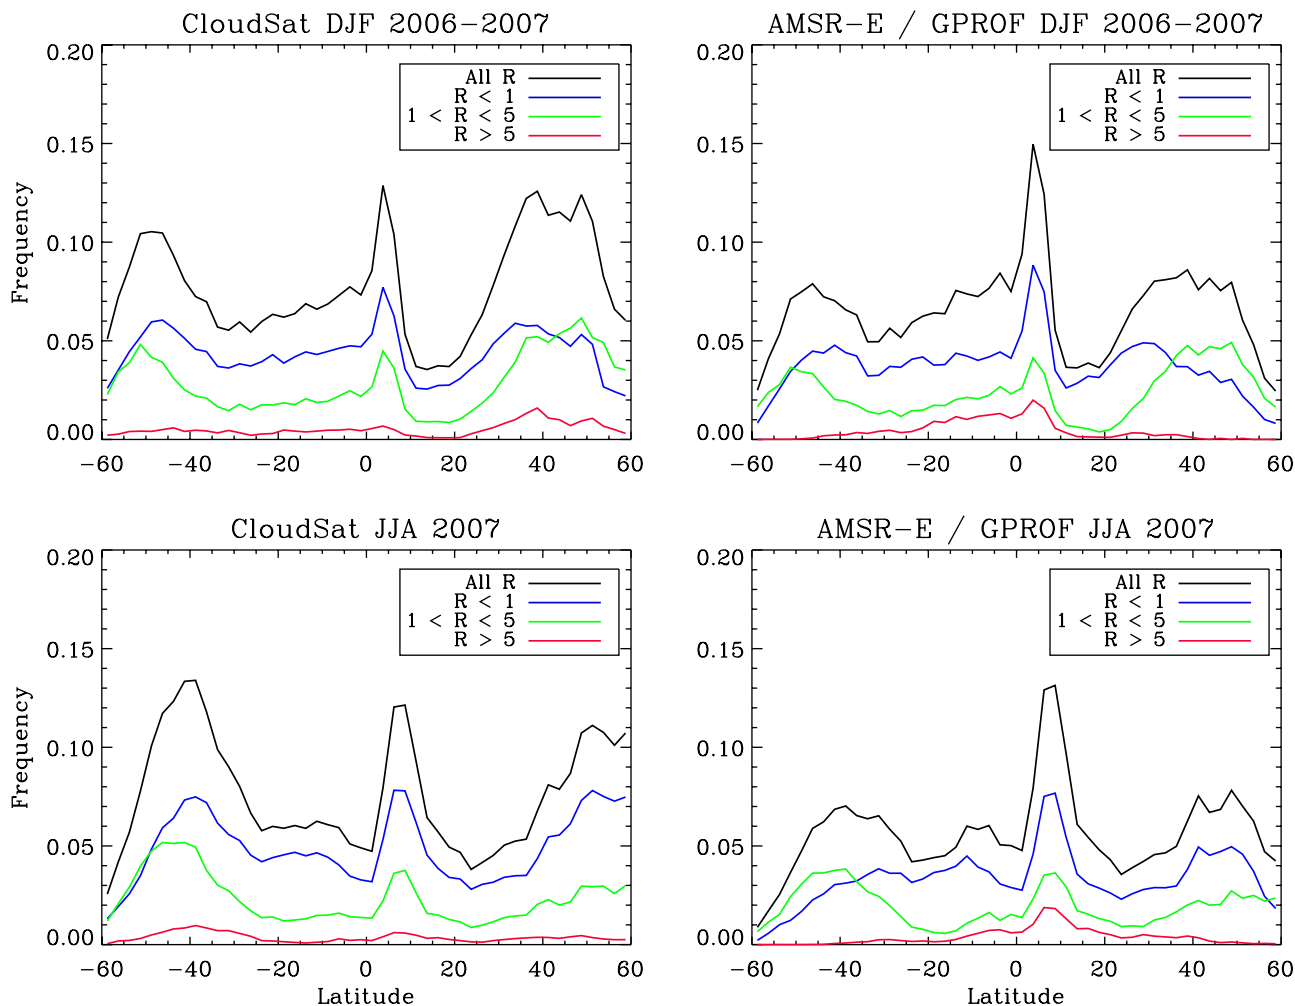 CloudSat DJF 2006-2007
0.20
0.15
0.10
0.05
0.00
Frequency
All R
R < 1
1 < R < 5
R > 5
-60 -40 -20 0 20 40 60
AMSR-E / GPROF DJF 2006-2007
0.20
0.15
0.10
0.05
0.00
All R
R < 1
1 < R < 5
R > 5
-60 -40 -20 0 20 40 60
CloudSat JJA 2007
0.20
0.15
0.10
0.05
0.00
Frequency
All R
R < 1
1 < R < 5
R > 5
-60 -40 -20 0 20 40 60
Latitude
AMSR-E / GPROF JJA 2007
0.20
0.15
0.10
0.05
0.00
All R
R < 1
1 < R < 5
R > 5
-60 -40 -20 0 20 40 60
Latitude